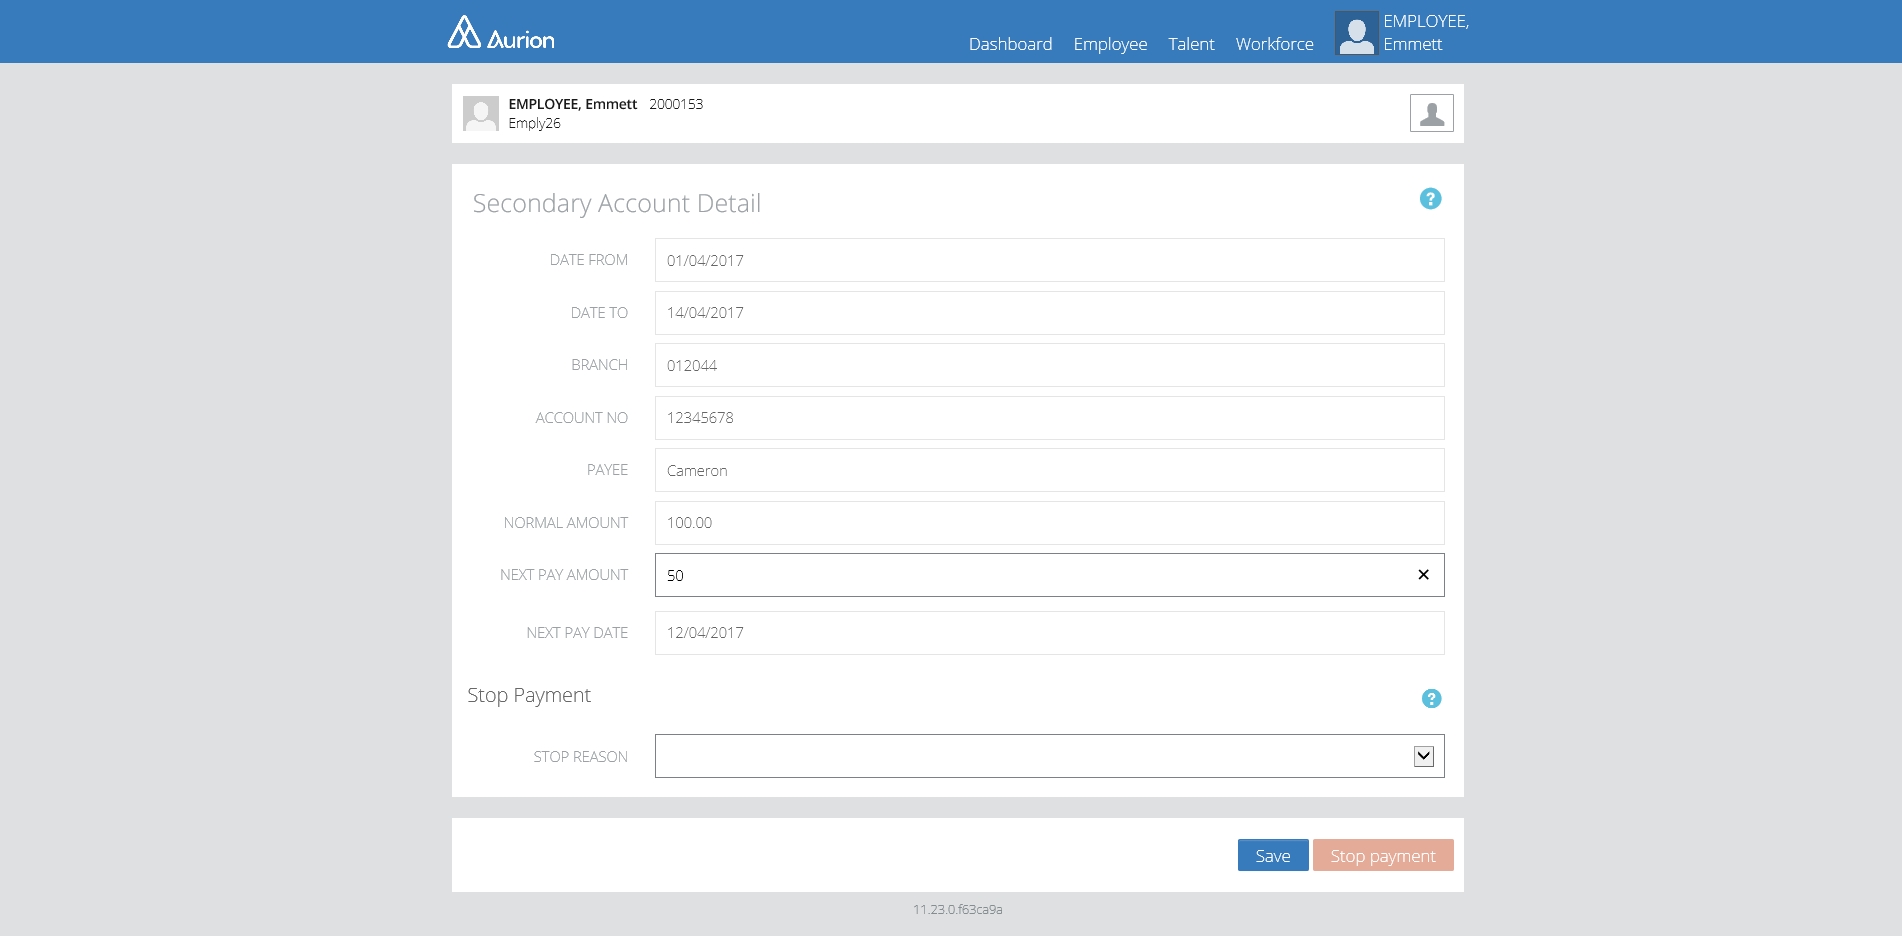 Aurion
Dashboard Employee Talent Workforce
EMPLOYEE,
Emmett
EMPLOYEE, Emmett 2000153
Emply26
Secondary Account Detail
?
DATE FROM 01/04/2017
DATE TO 14/04/2017
BRANCH 012044
ACCOUNT NO 12345678
PAYEE Cameron
NORMAL AMOUNT 100.00
NEXT PAY AMOUNT 50
NEXT PAY DATE 12/04/2017
Stop Payment
?
STOP REASON
Save Stop payment
11.23.0.f63ca9a